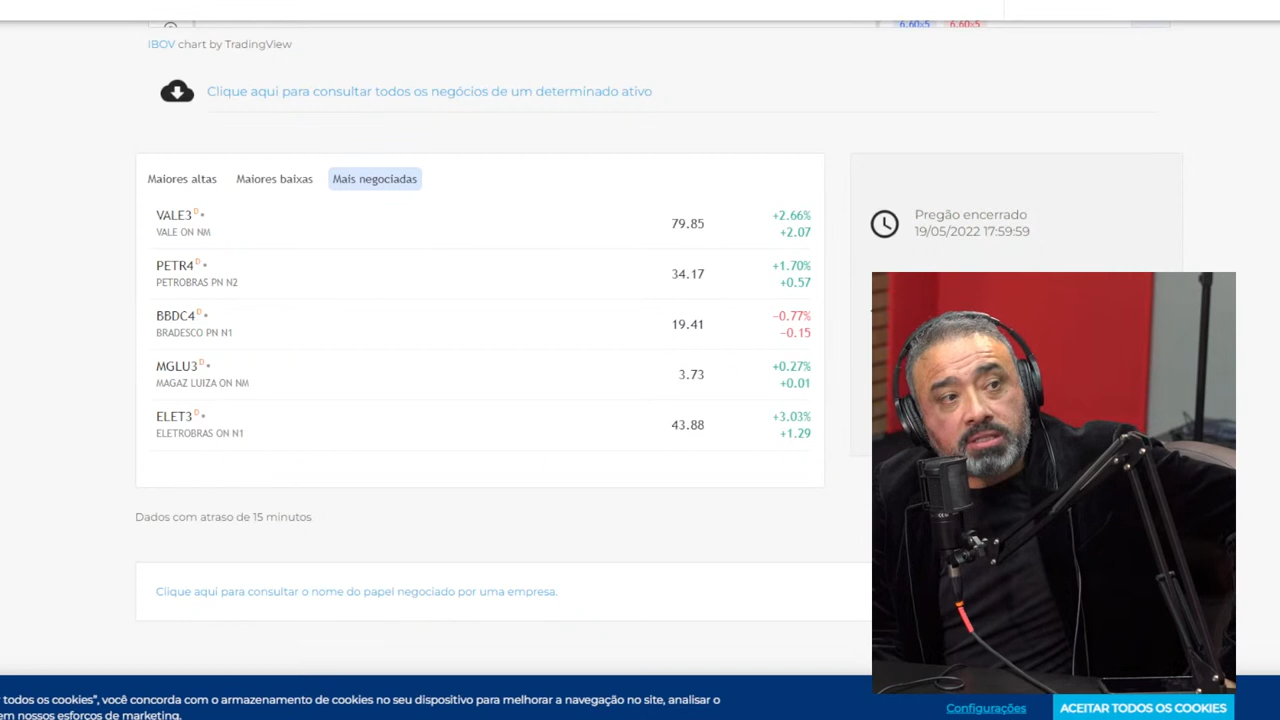 6.60x5 6.60x5
IBOV chart by TradingView
Clique aqui para consultar todos os negócios de um determinado ativo
Maiores altas Maiores baixas Mais negociadas
VALE3 D 79.85 +2.66%
VALE ON NM +2.07
PETR4 D 34.17 +1.70%
PETROBRAS PN N2 +0.57
BBDC4 D 19.41 −0.77%
BRADESCO PN N1 −0.15
MGLU3 D 3.73 +0.27%
MAGAZ LUIZA ON NM +0.01
ELET3 D 43.88 +3.03%
ELETROBRAS ON N1 +1.29
Pregão encerrado
19/05/2022 17:59:59
Dados com atraso de 15 minutos
Clique aqui para consultar o nome do papel negociado por uma empresa.
todos os cookies", você concorda com o armazenamento de cookies no seu dispositivo para melhorar a navegação no site, analisar o
em nossos esforços de marketing.
Configurações
ACEITAR TODOS OS COOKIES